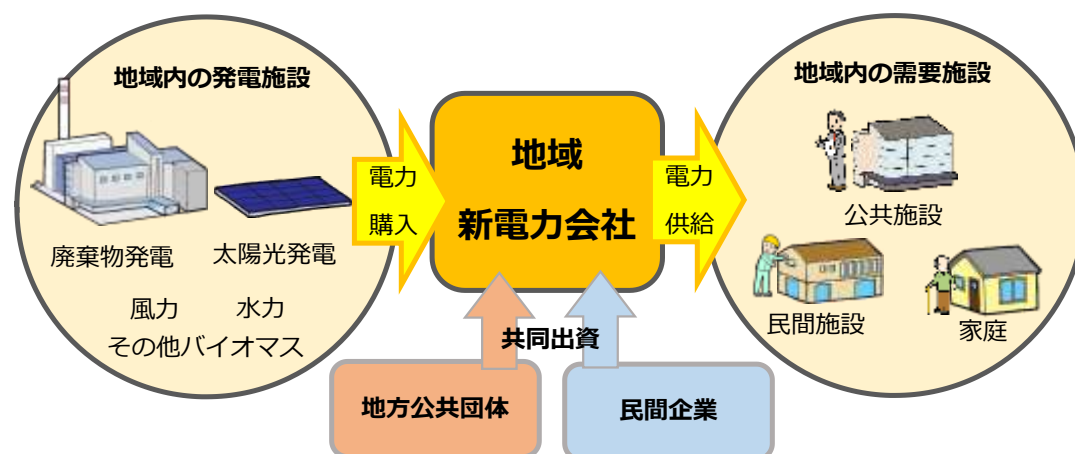 地域内の発電施設
廃棄物発電
太陽光発電
風力
水力
その他バイオマス
電力
購入
地域
新電力会社
電力
供給
共同出資
地方公共団体
民間企業
地域内の需要施設
公共施設
民間施設
家庭